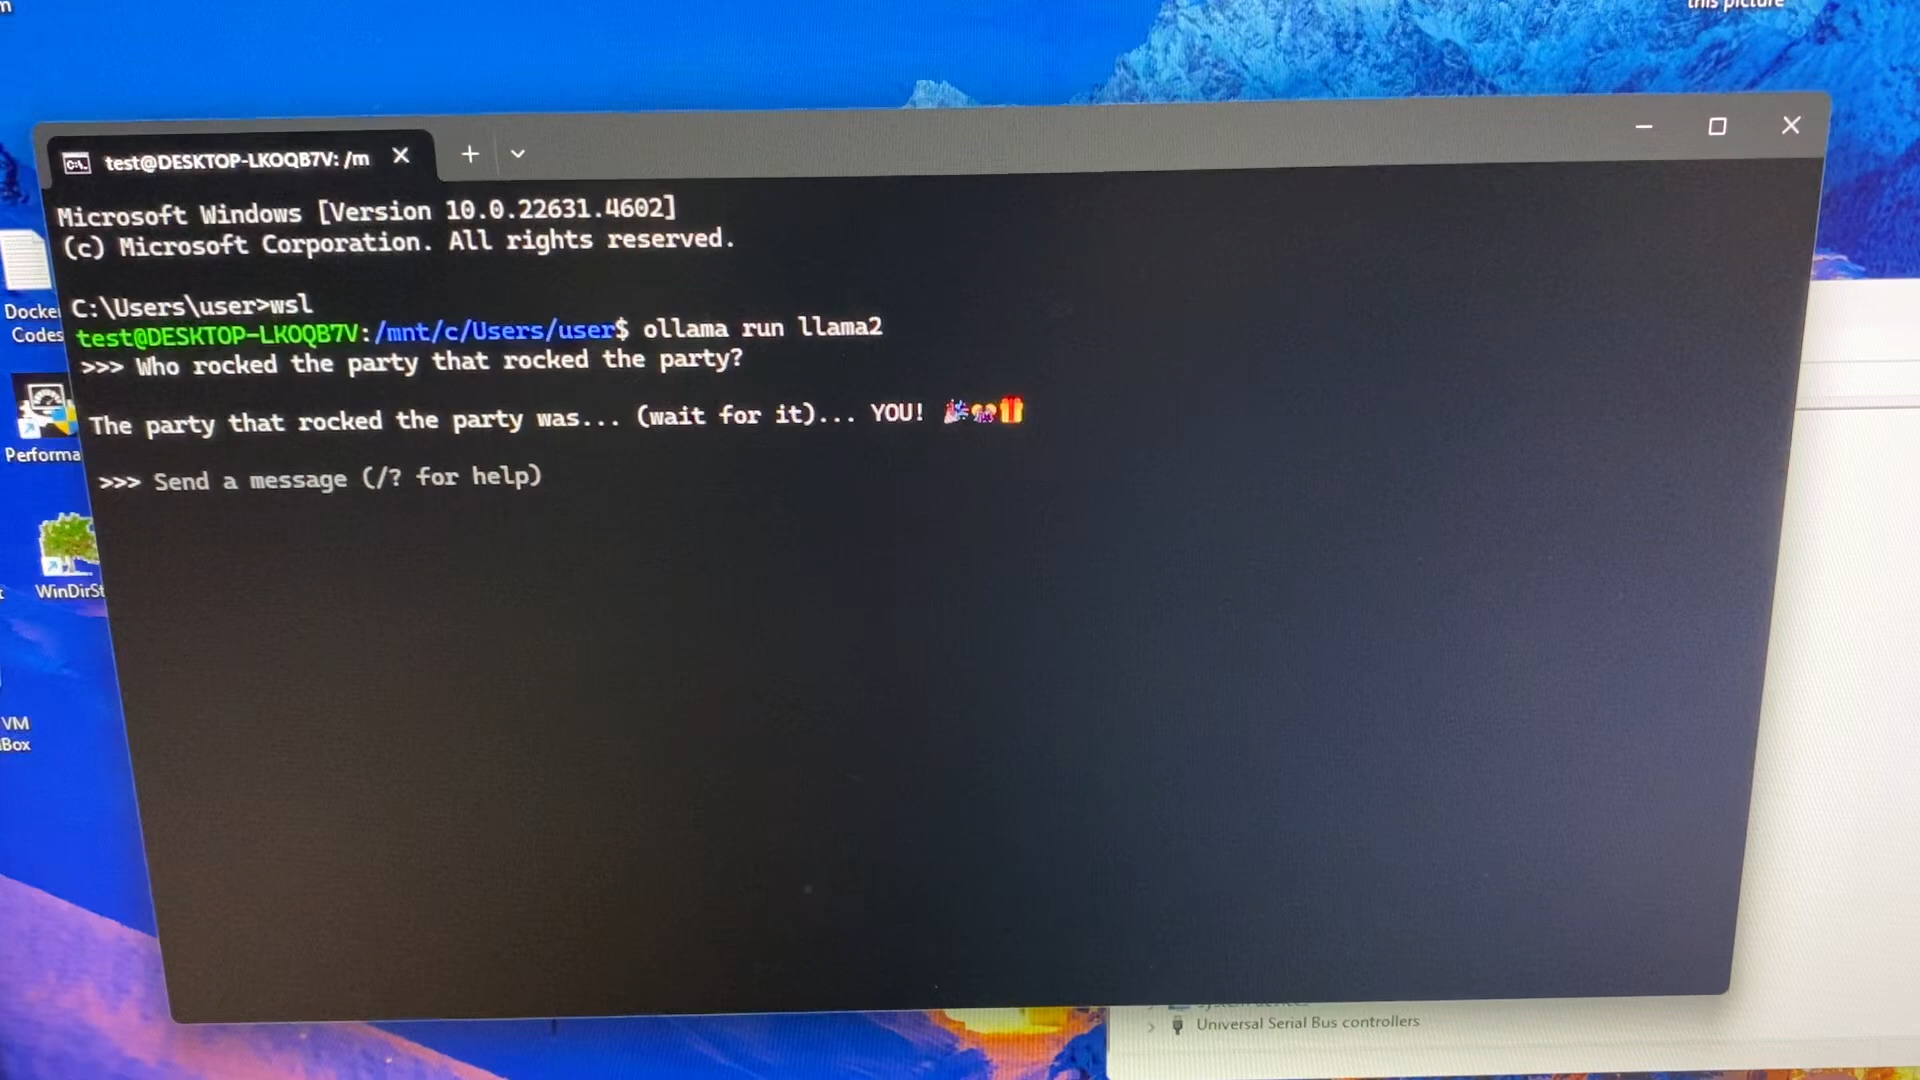 this picture
test@DESKTOP-LKOQB7V: /m
Microsoft Windows [Version 10.0.22631.4602]
(c) Microsoft Corporation. All rights reserved.
C:\Users\user>wsl
test@DESKTOP-LKOQB7V:/mnt/c/Users/user$ ollama run llama2
>>> Who rocked the party that rocked the party?
The party that rocked the party was... (wait for it)... YOU! 🎉🎊🎁
>>> Send a message (/? for help)
Codes
Performa
WinDirSt
VM
Box
Universal Serial Bus controllers